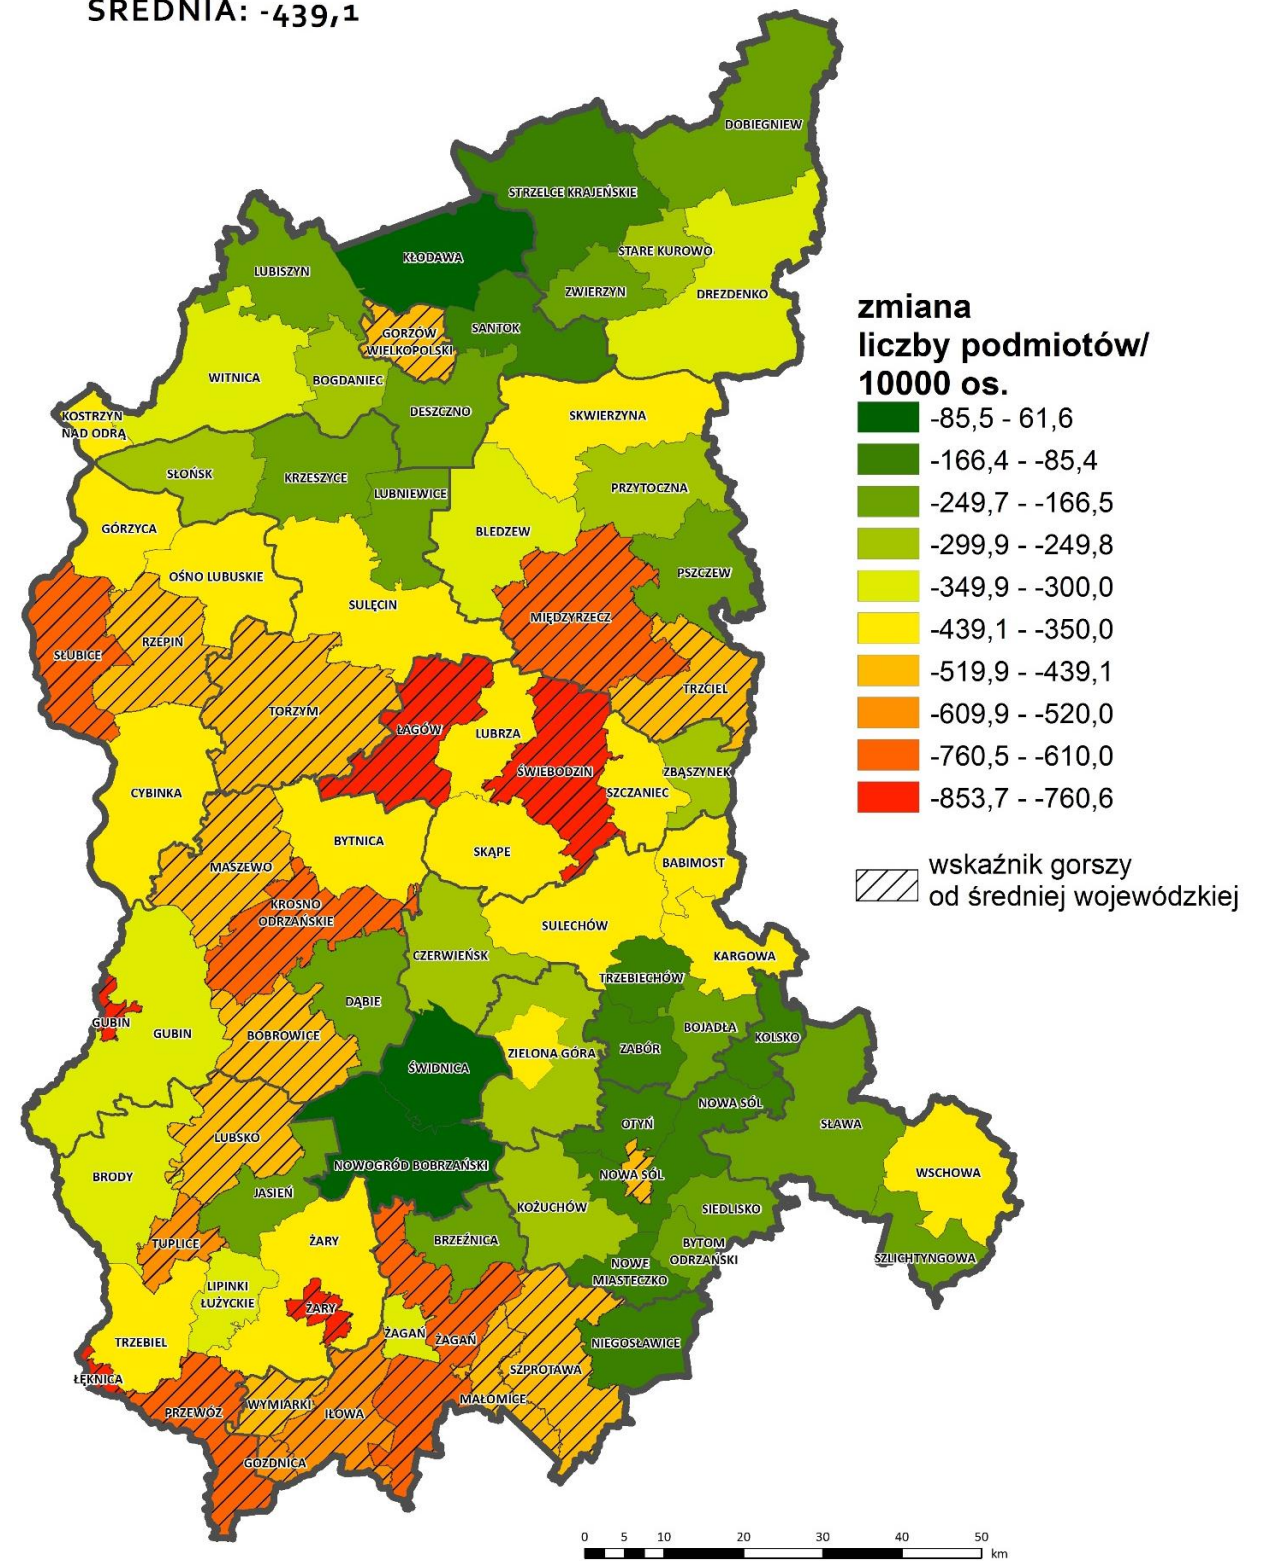 ŚREDNIA: -439,1
DOBIEGNIEW
STRZELCE KRAJEŃSKIE
STARE KUROWO
KŁODAWA
LUBISZYN
ZWIERZYN
DREZDENKO
SANTOK
GORZÓW
WIELKOPOLSKI
WITNICA
BOGDANIEC
DESZCZNO
SKWIERZYNA
KOSTRZYN
NAD ODRĄ
SŁOŃSK
KRZESZYCE
LUBNIEWICE
PRZYTOCZNA
GÓRZYCA
BLEDZEW
OŚNO LUBUSKIE
PSZCZEW
SULĘCIN
MIĘDZYRZECZ
RZEPIN
SŁUBICE
TRZCIEL
TORZYM
ŁAGÓW
LUBRZA
ŚWIEBODZIN
ZBĄSZYNEK
CYBINKA
SZCZANIEC
BYTNICA
SKĄPE
BABIMOST
MASZEWO
KROSNO
ODRZAŃSKIE
SULECHÓW
CZERWIEŃSK
KARGOWA
TRZEBIECHÓW
DĄBIE
GUBIN
GUBIN
BOBROWICE
BOJADŁA
KOLSKO
ZABÓR
ZIELONA GÓRA
ŚWIDNICA
NOWA SÓL
OTYŃ
SŁAWA
LUBSKO
NOWOGRÓD BOBRZAŃSKI
NOWA SÓL
WSCHOWA
BRODY
JASIEŃ
KOŻUCHÓW
SIEDLISKO
TUPLICE
ŻARY
BRZEŹNICA
BYTOM
ODRZAŃSKI
SZLICHTYNGOWA
NOWE
MIASTECZKO
LIPINKI
ŁUŻYCKIE
ŻARY
ŻAGAŃ
ŻAGAŃ
TRZEBIEL
NIEGOSŁAWICE
SZPROTAWA
ŁĘKNICA
MAŁOMICE
PRZEWÓZ
WYMIARKI
IŁOWA
GOZDNICA
zmiana
liczby podmiotów/
10000 os.
-85,5 - 61,6
-166,4 - -85,4
-249,7 - -166,5
-299,9 - -249,8
-349,9 - -300,0
-439,1 - -350,0
-519,9 - -439,1
-609,9 - -520,0
-760,5 - -610,0
-853,7 - -760,6
wskaźnik gorszy
od średniej wojewódzkiej
0 5 10 20 30 40 50
km